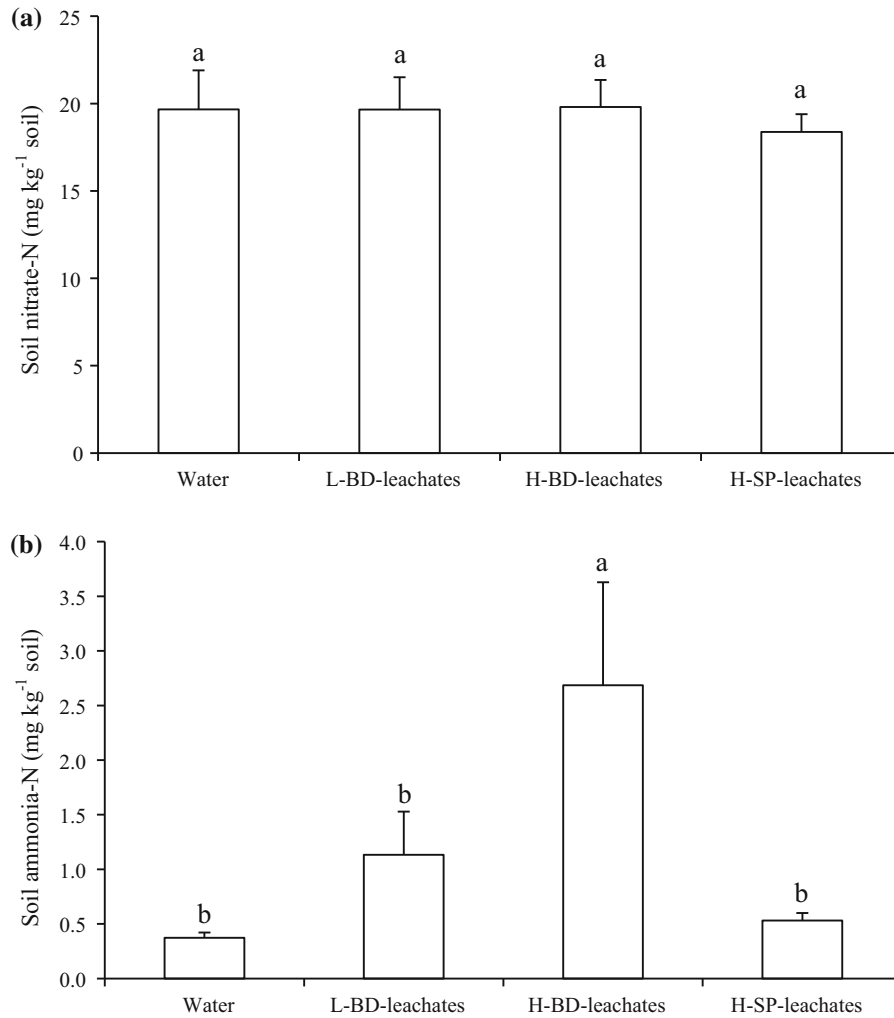 (a)
25
20
15
10
5
0
Soil nitrate-N (mg kg⁻¹ soil)
a
a
a
a
Water L-BD-leachates H-BD-leachates H-SP-leachates
(b)
4.0
3.5
3.0
2.5
2.0
1.5
1.0
0.5
0.0
Soil ammonia-N (mg kg⁻¹ soil)
b
b
a
b
Water L-BD-leachates H-BD-leachates H-SP-leachates